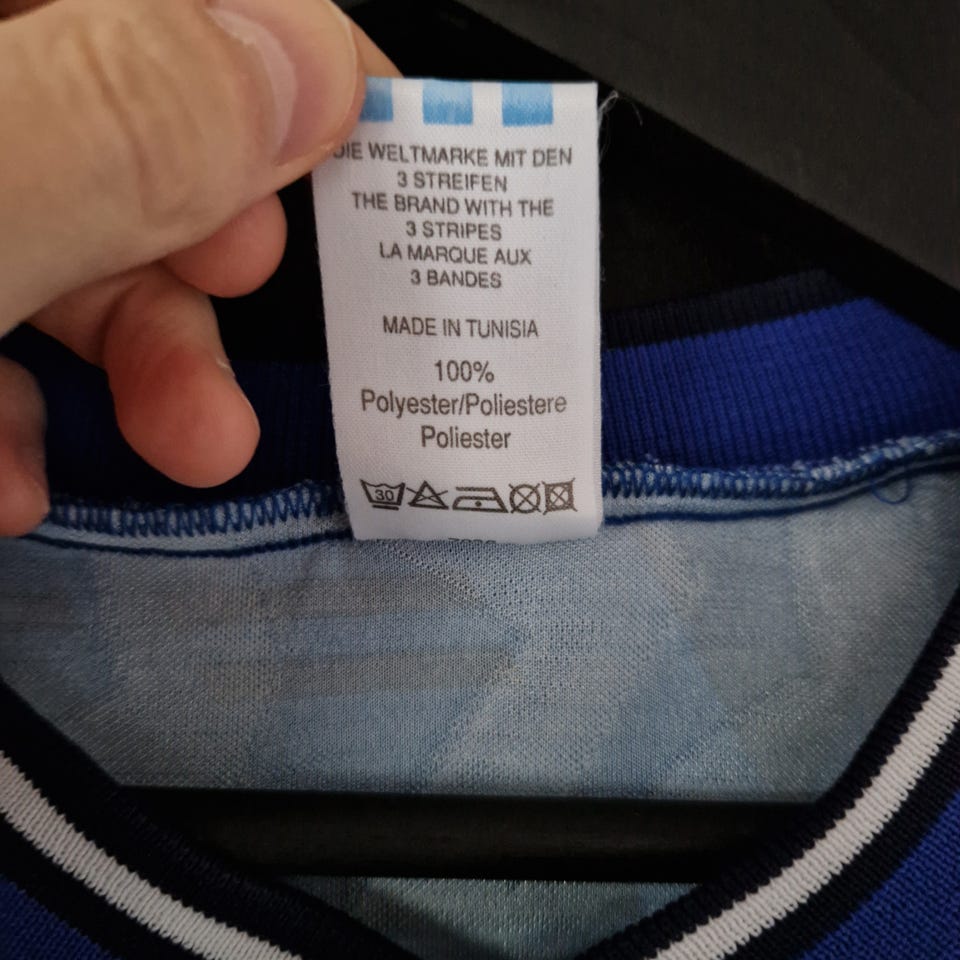 DIE WELTMARKE MIT DEN
3 STREIFEN
THE BRAND WITH THE
3 STRIPES
LA MARQUE AUX
3 BANDES
MADE IN TUNISIA
100%
Polyester/Poliestere
Poliester
30